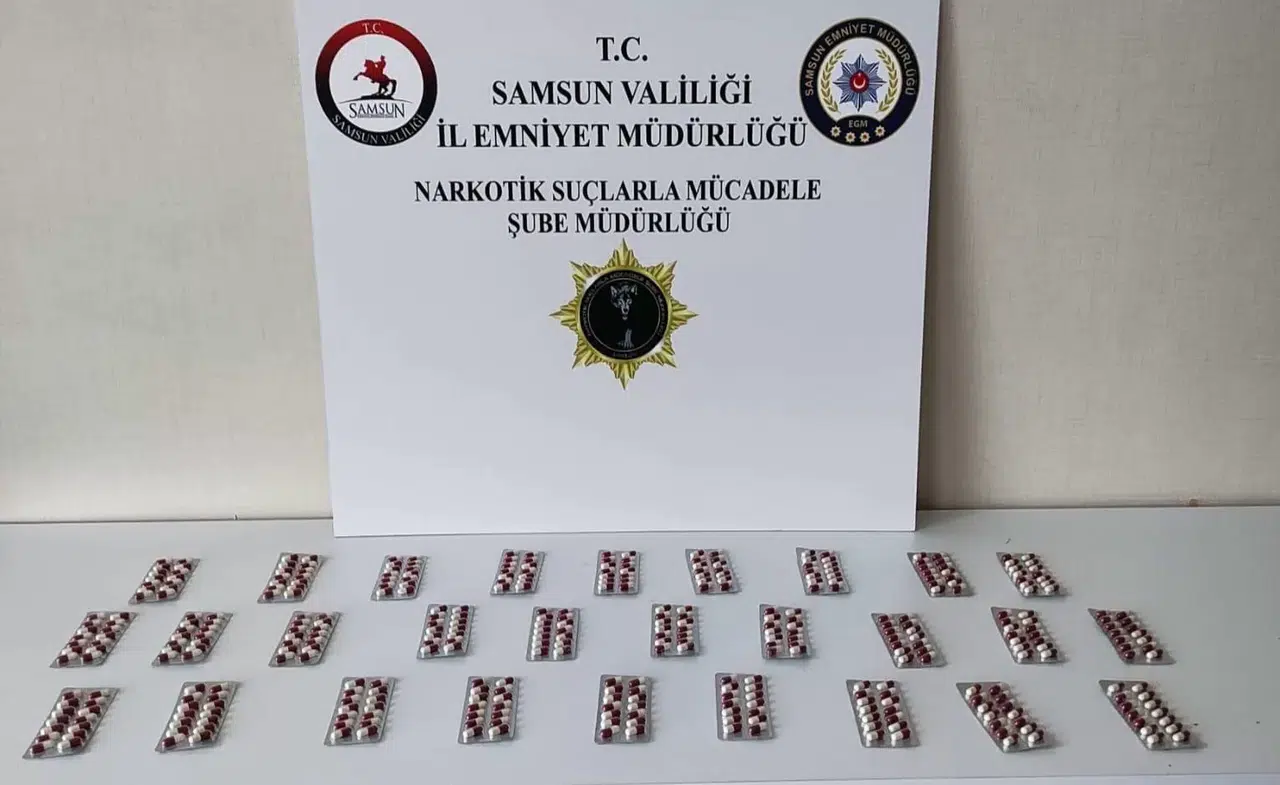 T.C.
SAMSUN
SAMSUN VALİLİĞİ
T.C.
SAMSUN VALİLİĞİ
İL EMNİYET MÜDÜRLÜĞÜ
NARKOTİK SUÇLARLA MÜCADELE
ŞUBE MÜDÜRLÜĞÜ
SAMSUN EMNİYET MÜDÜRLÜĞÜ
EGM